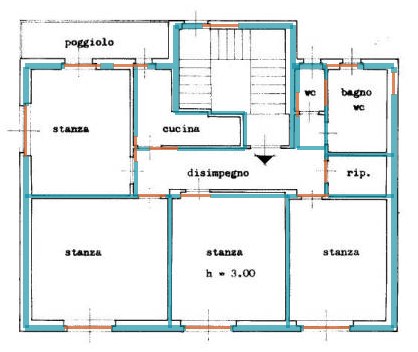 poggiolo
wc
bagno
wc
stanza
cucina
disimpegno
rip.
stanza
stanza
h = 3.00
stanza